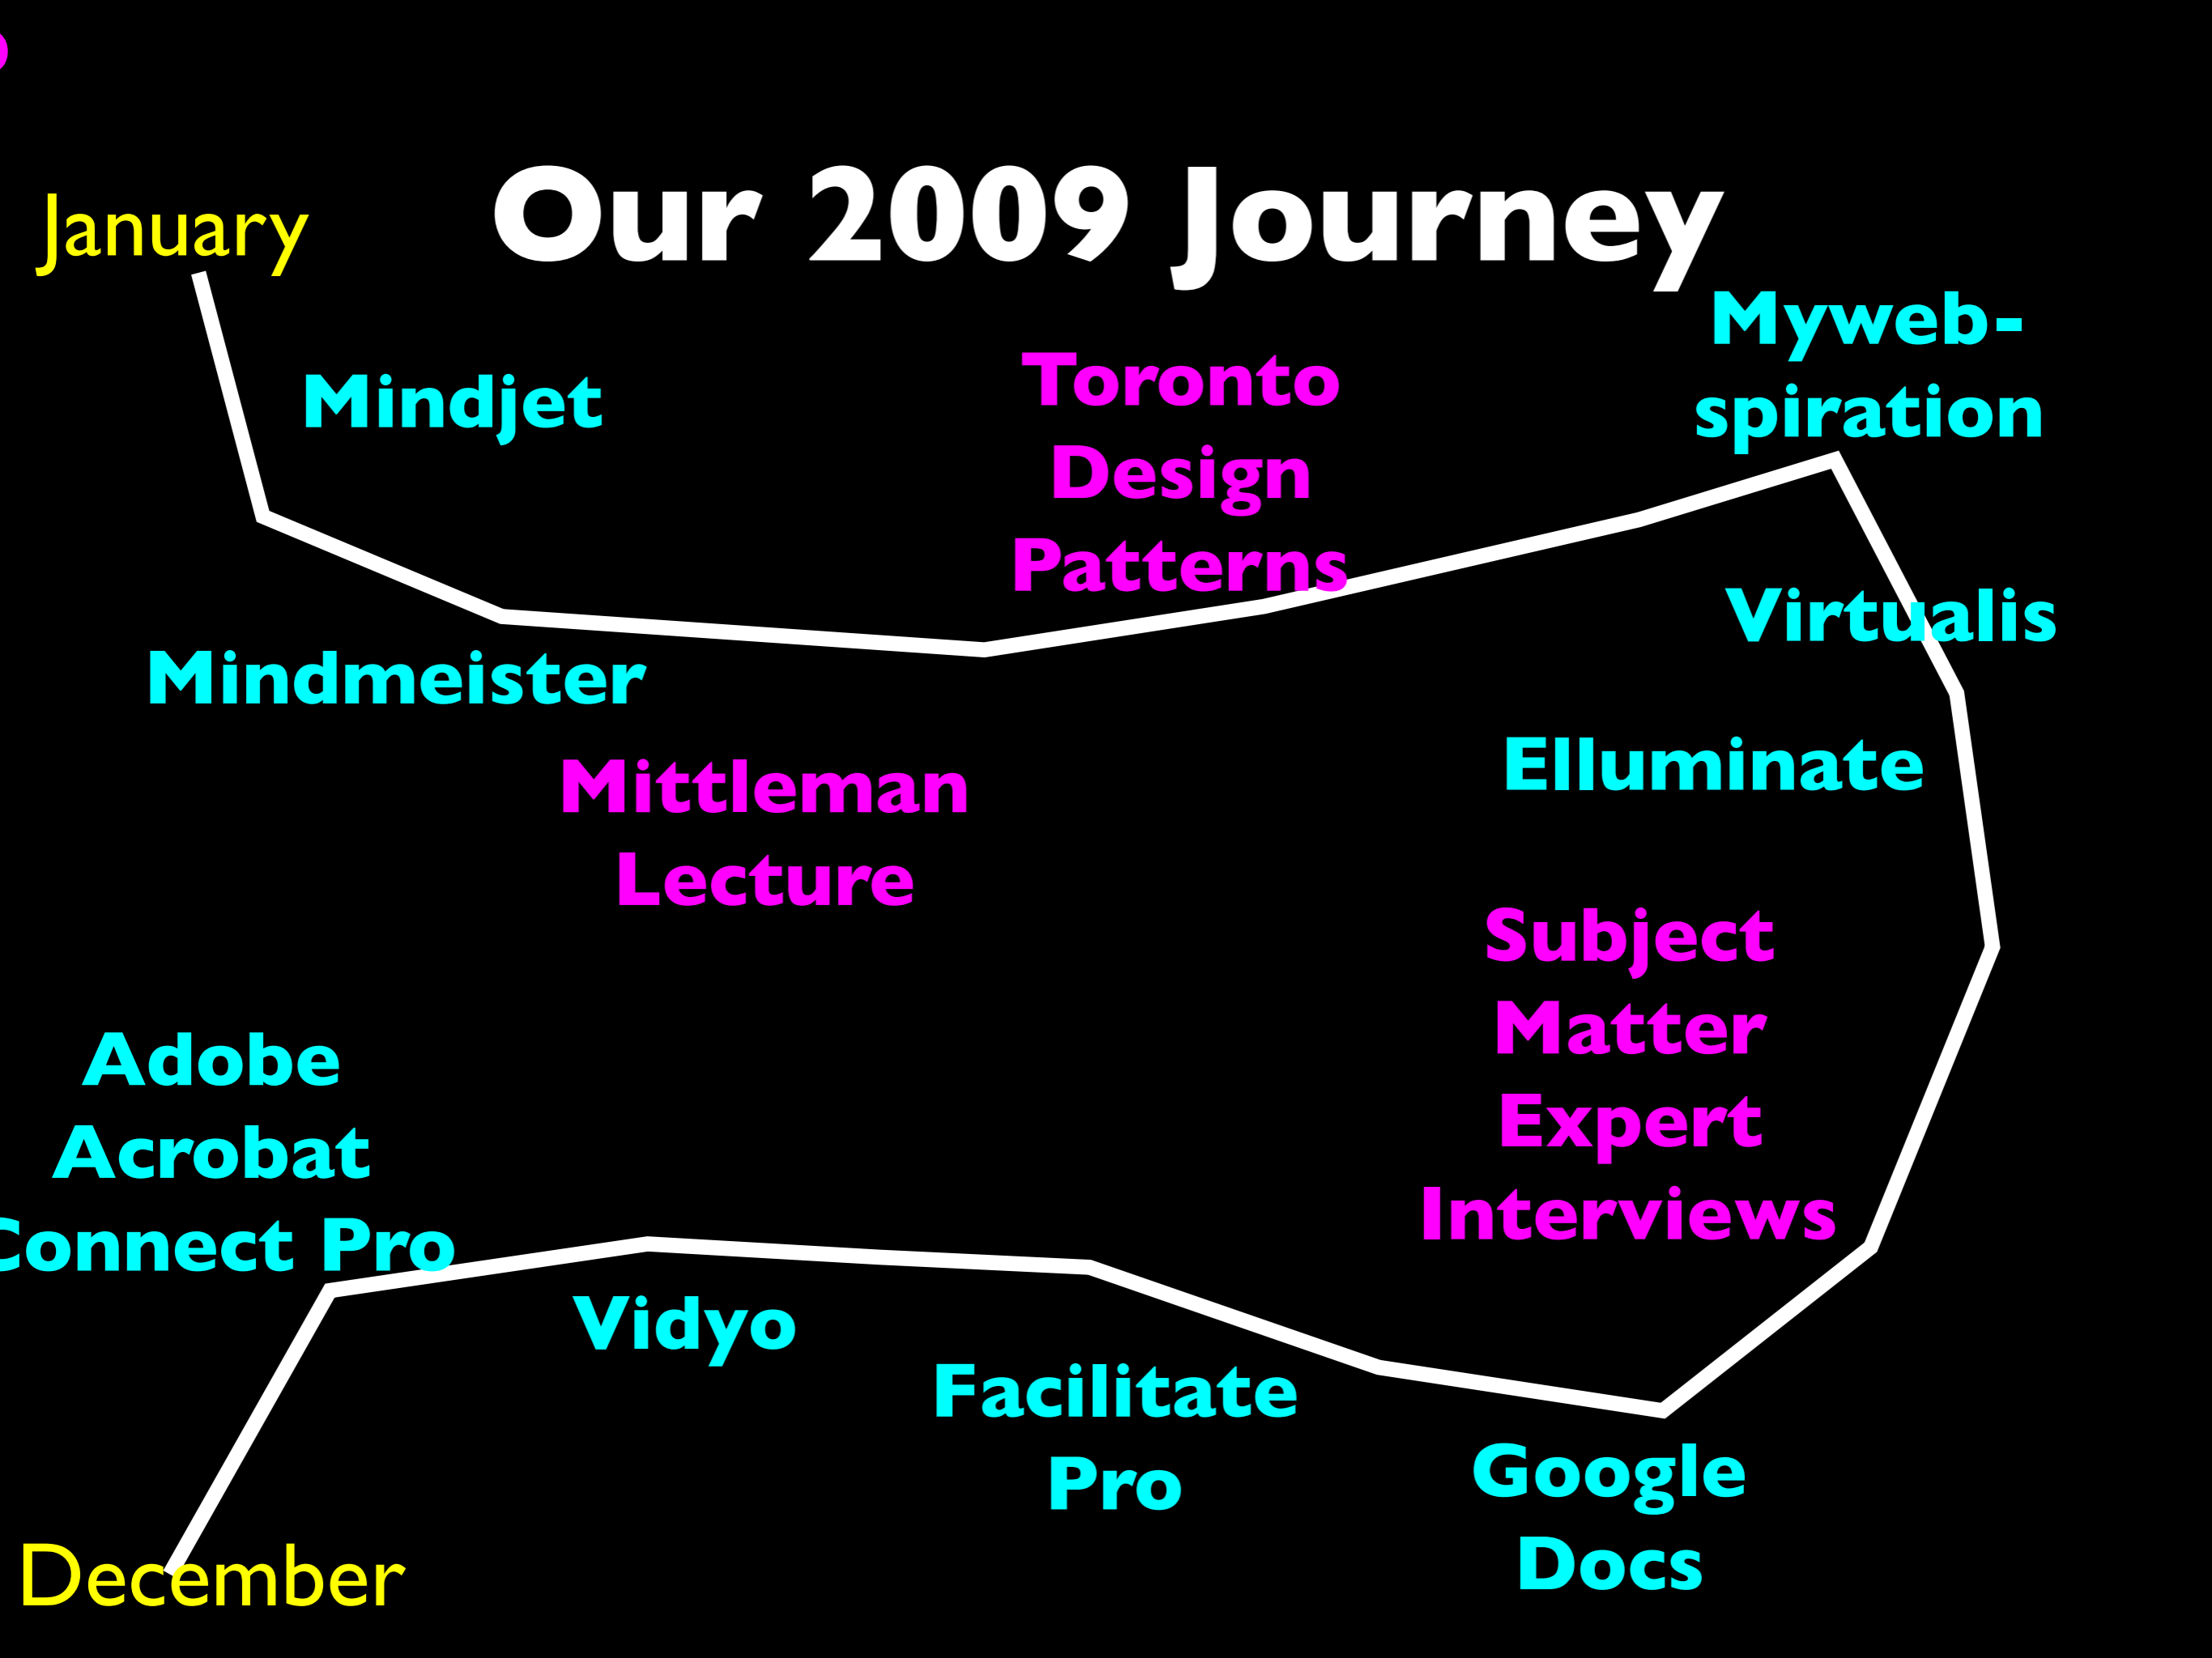 Our 2009 Journey
January
Mindjet
Toronto
Design
Patterns
Myweb-
spiration
Virtualis
Mindmeister
Mittleman
Lecture
Elluminate
Subject
Matter
Expert
Interviews
Adobe
Acrobat
Connect Pro
Vidyo
Facilitate
Pro
Google
Docs
December